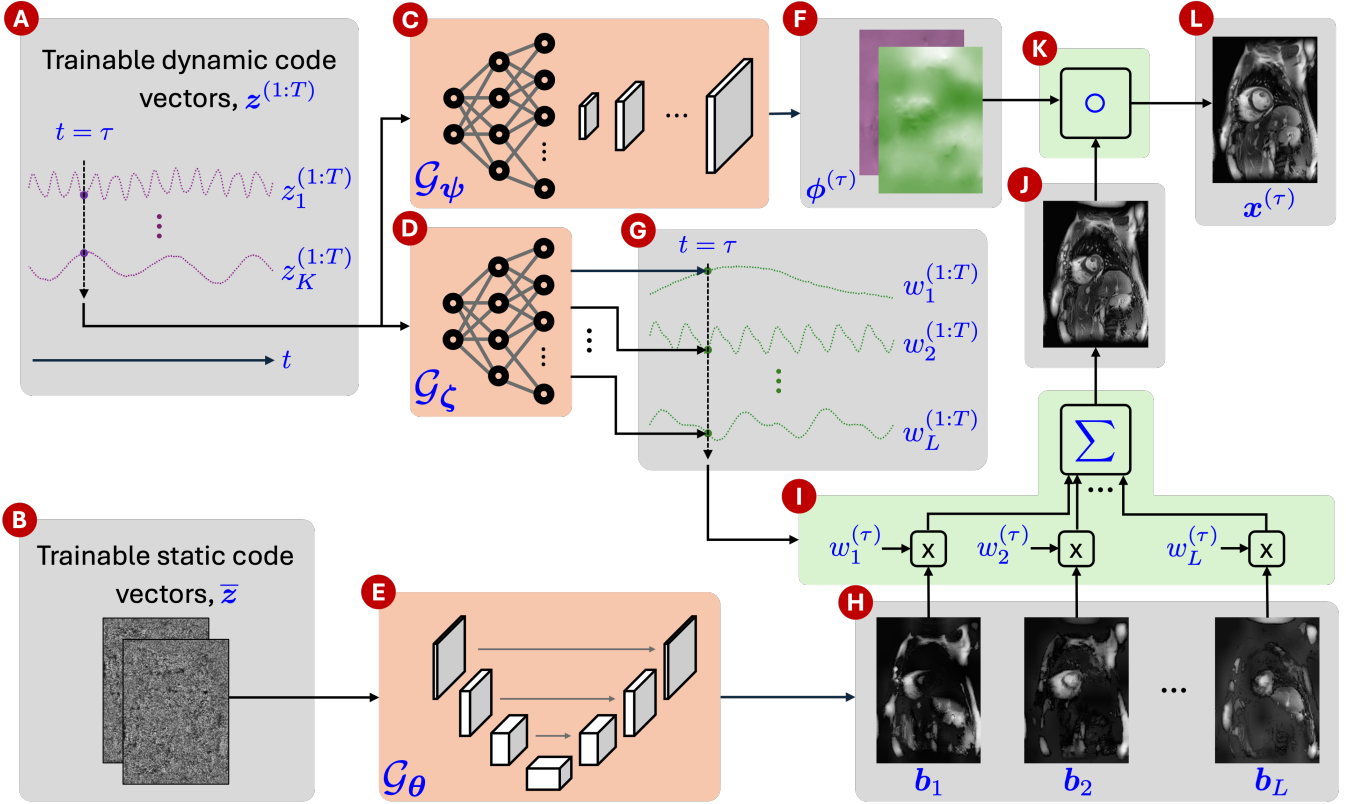 A
Trainable dynamic code
vectors, z^{(1:T)}
t = τ
z_1^{(1:T)}
⋮
z_K^{(1:T)}
t
B
Trainable static code
vectors, z̅
C
𝒢_ψ
...
D
𝒢_ζ
E
𝒢_θ
F
ϕ^{(τ)}
G
t = τ
w_1^{(1:T)}
w_2^{(1:T)}
⋮
w_L^{(1:T)}
H
b_1
b_2
...
b_L
I
w_1^{(τ)}
x
w_2^{(τ)}
x
w_L^{(τ)}
x
∑
...
J
K
∘
L
x^{(τ)}